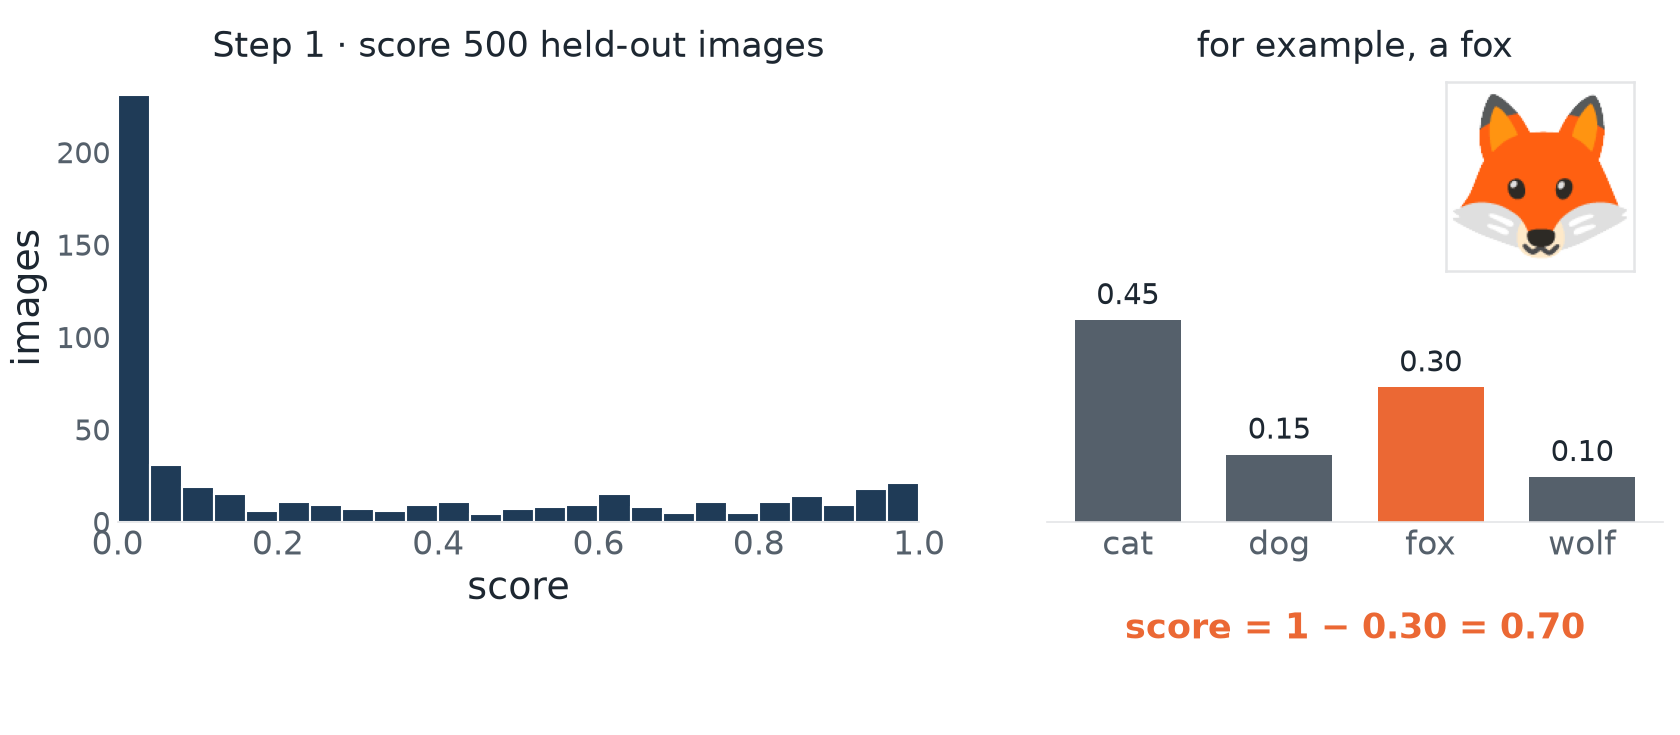 Step 1 · score 500 held-out images
images
200
150
100
50
0
0.0 0.2 0.4 0.6 0.8 1.0
score
for example, a fox
0.45
0.15
0.30
0.10
cat dog fox wolf
score = 1 − 0.30 = 0.70